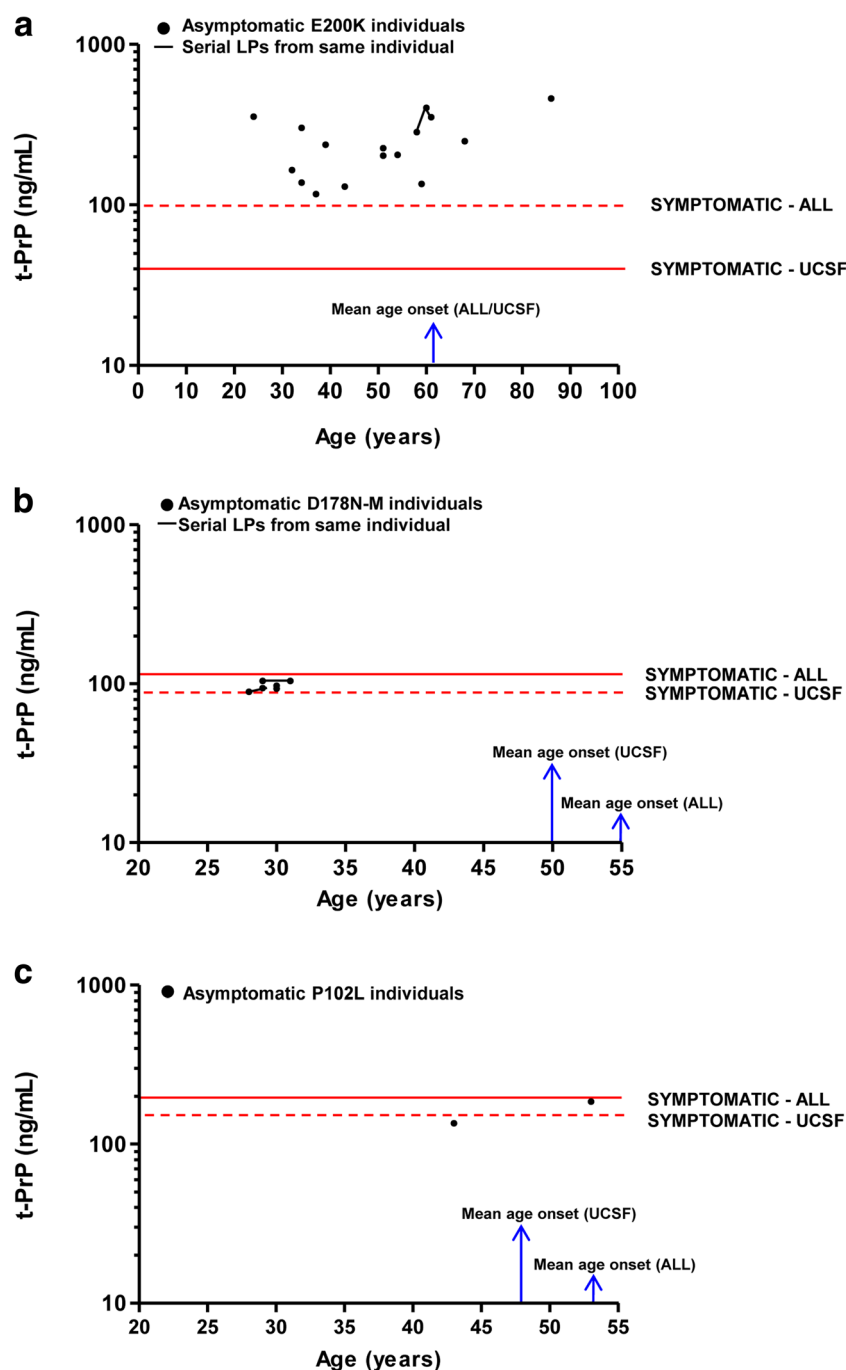 a
● Asymptomatic E200K individuals
— Serial LPs from same individual
1000
100
10
t-PrP (ng/mL)
SYMPTOMATIC - ALL
SYMPTOMATIC - UCSF
Mean age onset (ALL/UCSF)
0 10 20 30 40 50 60 70 80 90 100
Age (years)
b
● Asymptomatic D178N-M individuals
— Serial LPs from same individual
1000
100
10
t-PrP (ng/mL)
SYMPTOMATIC - ALL
SYMPTOMATIC - UCSF
Mean age onset (UCSF)
Mean age onset (ALL)
20 25 30 35 40 45 50 55
Age (years)
c
● Asymptomatic P102L individuals
1000
100
10
t-PrP (ng/mL)
SYMPTOMATIC - ALL
SYMPTOMATIC - UCSF
Mean age onset (UCSF)
Mean age onset (ALL)
20 25 30 35 40 45 50 55
Age (years)